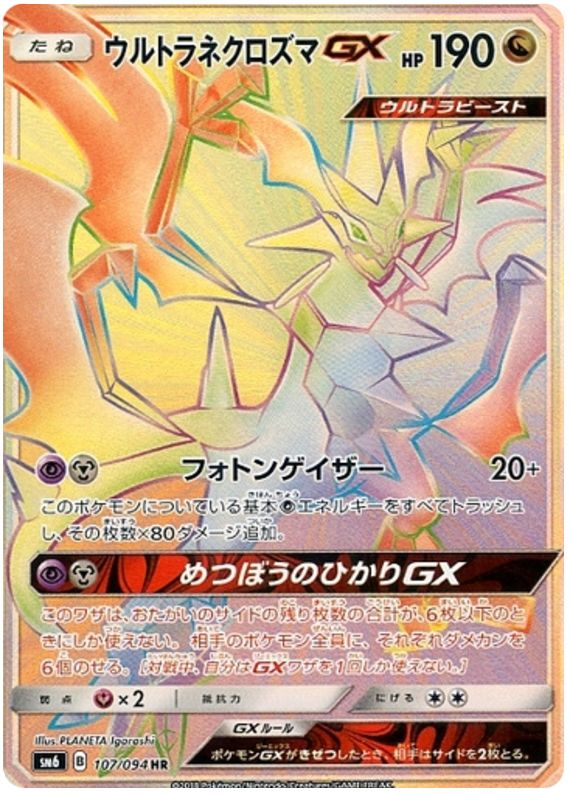 たね ウルトラネクロズマGX HP 190
ウルトラビースト
フォトンゲイザー 20+
このポケモンについている基本エネルギーをすべてトラッシュ
し、その枚数×80ダメージ追加。
めつぼうのひかりGX
このワザは、おたがいのサイドの残り枚数の合計が、6枚以下のと
きにしか使えない。相手のポケモン全員に、それぞれダメカンを
6個のせる。[対戦中、自分はGXワザを1回しか使えない。]
弱点 ×2 抵抗力 にげる
Illus. PLANETA Igarashi
GXルール
ポケモンGXがきぜつしたとき、相手はサイドを2枚とる。
B 107/094 HR
©2018 Pokémon/Nintendo/Creatures/GAME FREAK